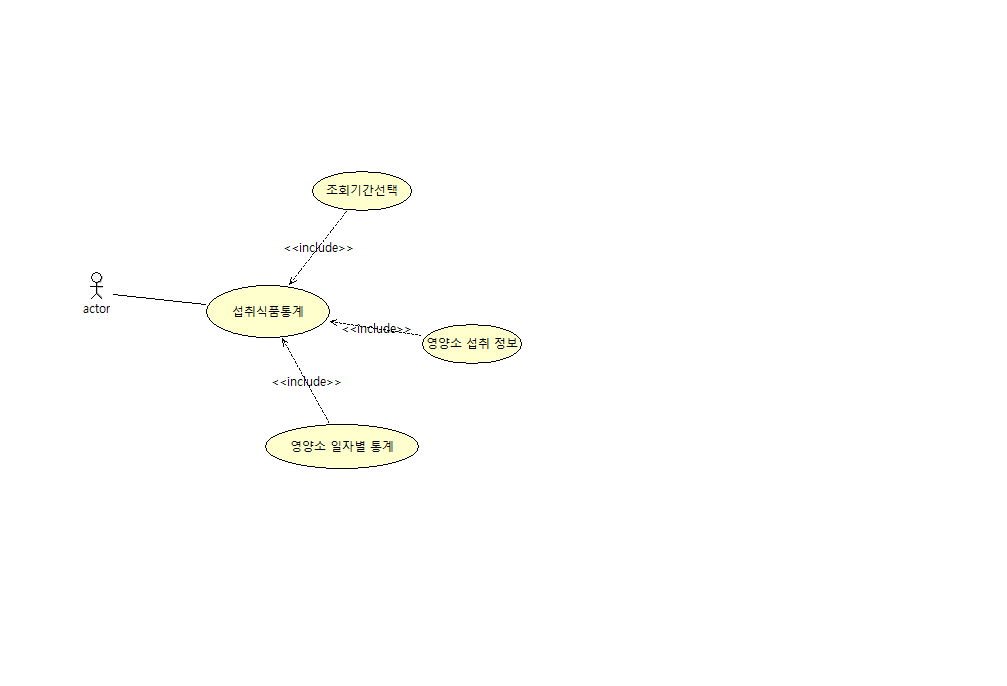 조회기간선택
<<include>>
actor
섭취식품통계
<<include>>
영양소 섭취 정보
<<include>>
영양소 일자별 통계